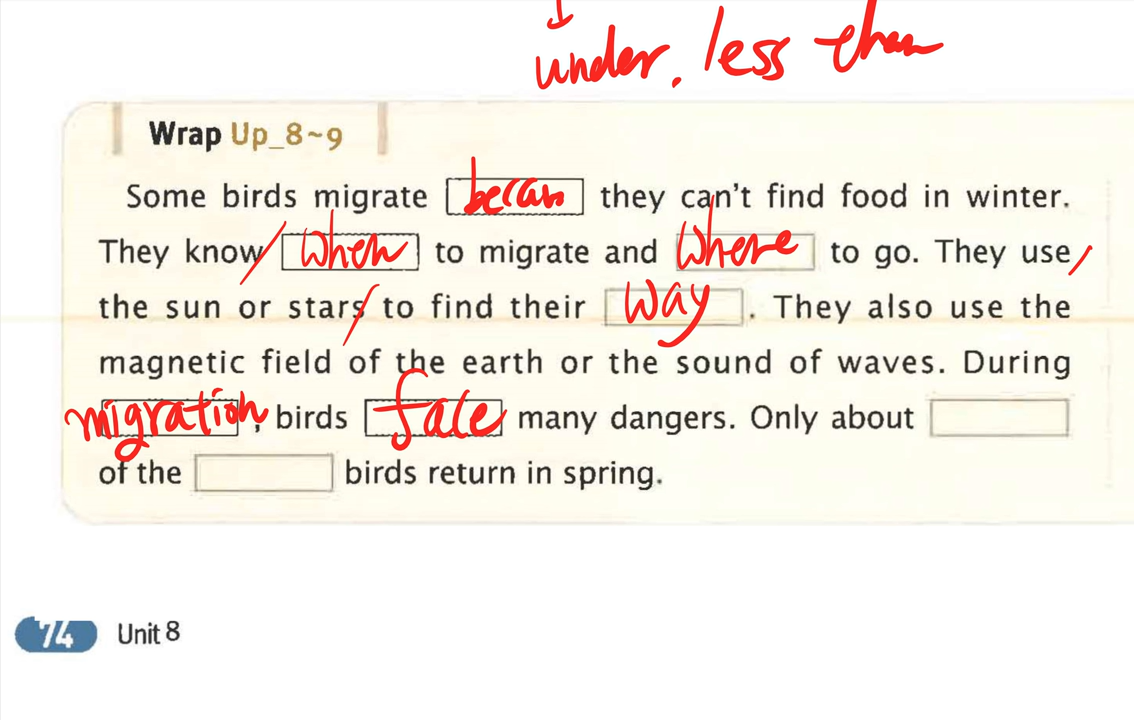 under. less than
Wrap Up_8~9
Some birds migrate becaus they can't find food in winter.
They know when to migrate and where to go. They use
the sun or stars to find their way. They also use the
magnetic field of the earth or the sound of waves. During
migration, birds face many dangers. Only about
of the birds return in spring.
74 Unit 8